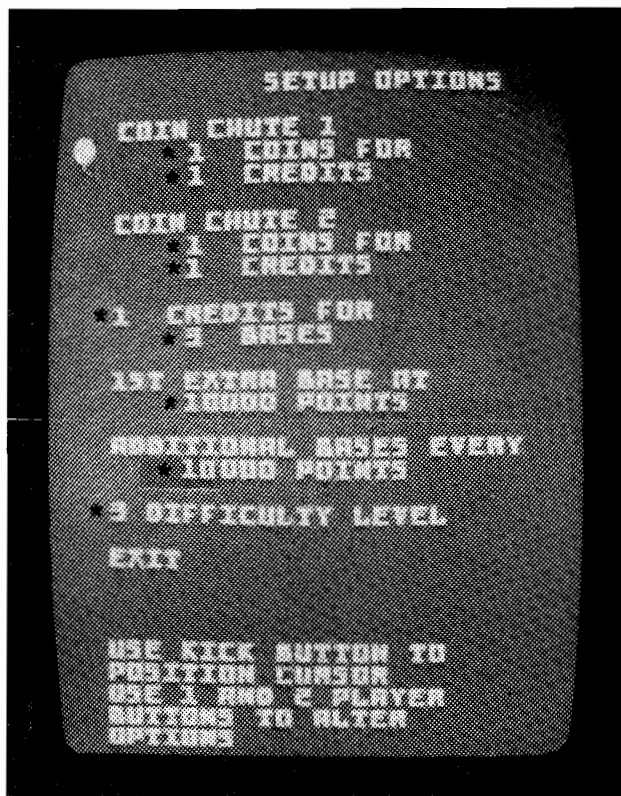 SETUP OPTIONS
COIN CHUTE 1
*1 COINS FOR
*1 CREDITS
COIN CHUTE 2
*1 COINS FOR
*1 CREDITS
*1 CREDITS FOR
*3 BASES
1ST EXTRA BASE AT
*10000 POINTS
ADDITIONAL BASES EVERY
*10000 POINTS
*3 DIFFICULTY LEVEL
EXIT
USE KICK BUTTON TO
POSITION CURSOR
USE 1 AND 2 PLAYER
BUTTONS TO ALTER
OPTIONS